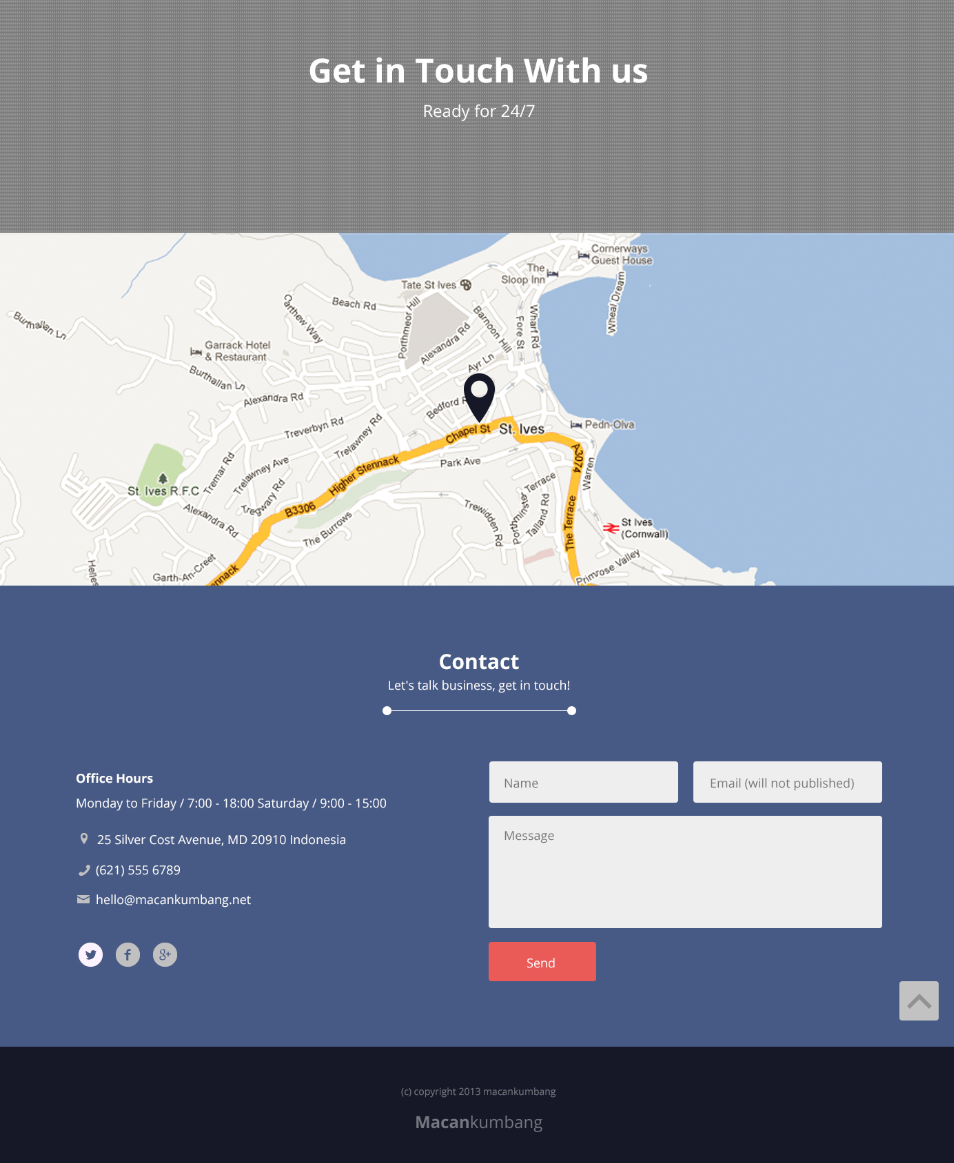 Get in Touch With us
Ready for 24/7
Cornerways
Guest House
The
Sloop Inn
Tate St Ives
Beach Rd
Carthew Way
Porthmeor Hill
Barnoon Hill
Wharf Rd
Fore St
Wheal Dream
Burthallan Ln
Garrack Hotel
& Restaurant
Alexandra Rd
Ayr Ln
Burthallan Ln
Alexandra Rd
Bedford R
Treverbyn Rd
Trelawney Rd
Chapel St
St. Ives
Pedn-Olva
A3074
Warren
Tremar Rd
Trelawney Ave
Higher Stennack
Park Ave
St. Ives R.F.C
Tregwary Rd
B3306
Alexandra Rd
The Burrows
Trewidden Rd
Terrace
Talland Rd
The Terrace
St Ives
(Cornwall)
Primrose Valley
Garth-An-Creet
nnack
Contact
Let's talk business, get in touch!
Office Hours
Monday to Friday / 7:00 - 18:00 Saturday / 9:00 - 15:00
25 Silver Cost Avenue, MD 20910 Indonesia
(621) 555 6789
hello@macankumbang.net
Name
Email (will not published)
Message
Send
(c) copyright 2013 macankumbang
Macankumbang